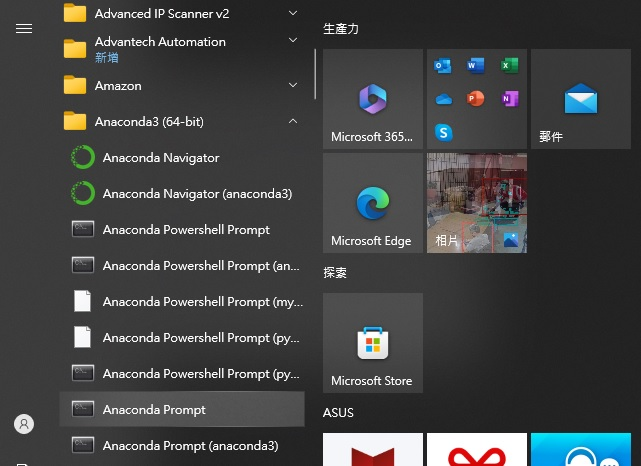 Advanced IP Scanner v2
Advantech Automation
新增
Amazon
Anaconda3 (64-bit)
Anaconda Navigator
Anaconda Navigator (anaconda3)
Anaconda Powershell Prompt
Anaconda Powershell Prompt (an...
Anaconda Powershell Prompt (my...
Anaconda Powershell Prompt (py...
Anaconda Powershell Prompt (py...
Anaconda Prompt
Anaconda Prompt (anaconda3)
生產力
Microsoft 365...
郵件
Microsoft Edge
相片
探索
Microsoft Store
ASUS